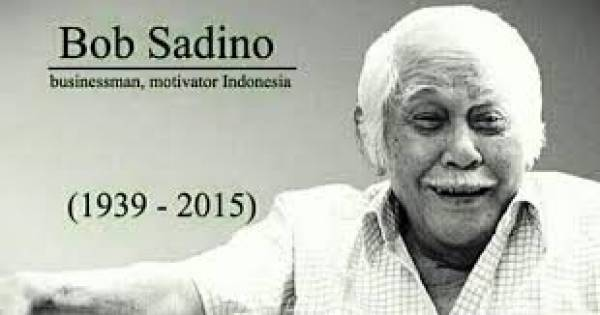 Bob Sadino
businessman, motivator Indonesia
(1939 - 2015)